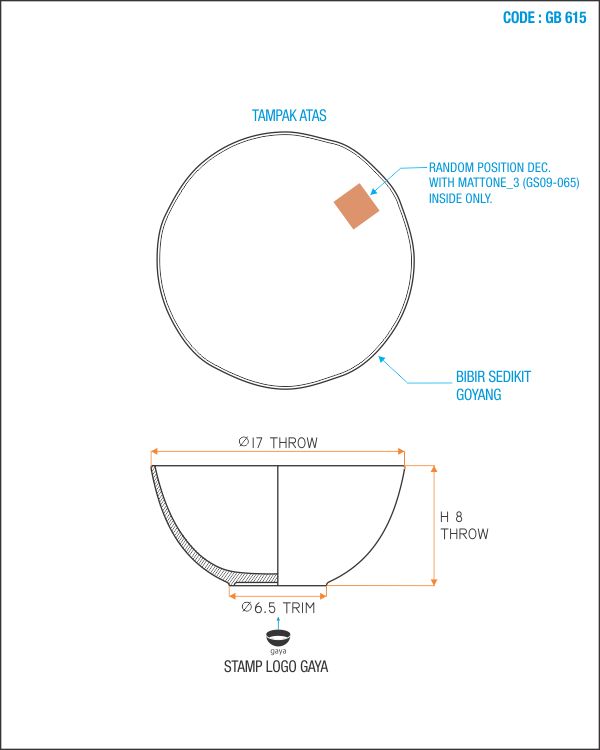 CODE : GB 615
TAMPAK ATAS
RANDOM POSITION DEC.
WITH MATTONE_3 (GS09-065)
INSIDE ONLY.
BIBIR SEDIKIT
GOYANG
Ø17 THROW
H 8
THROW
Ø6.5 TRIM
gaya
STAMP LOGO GAYA